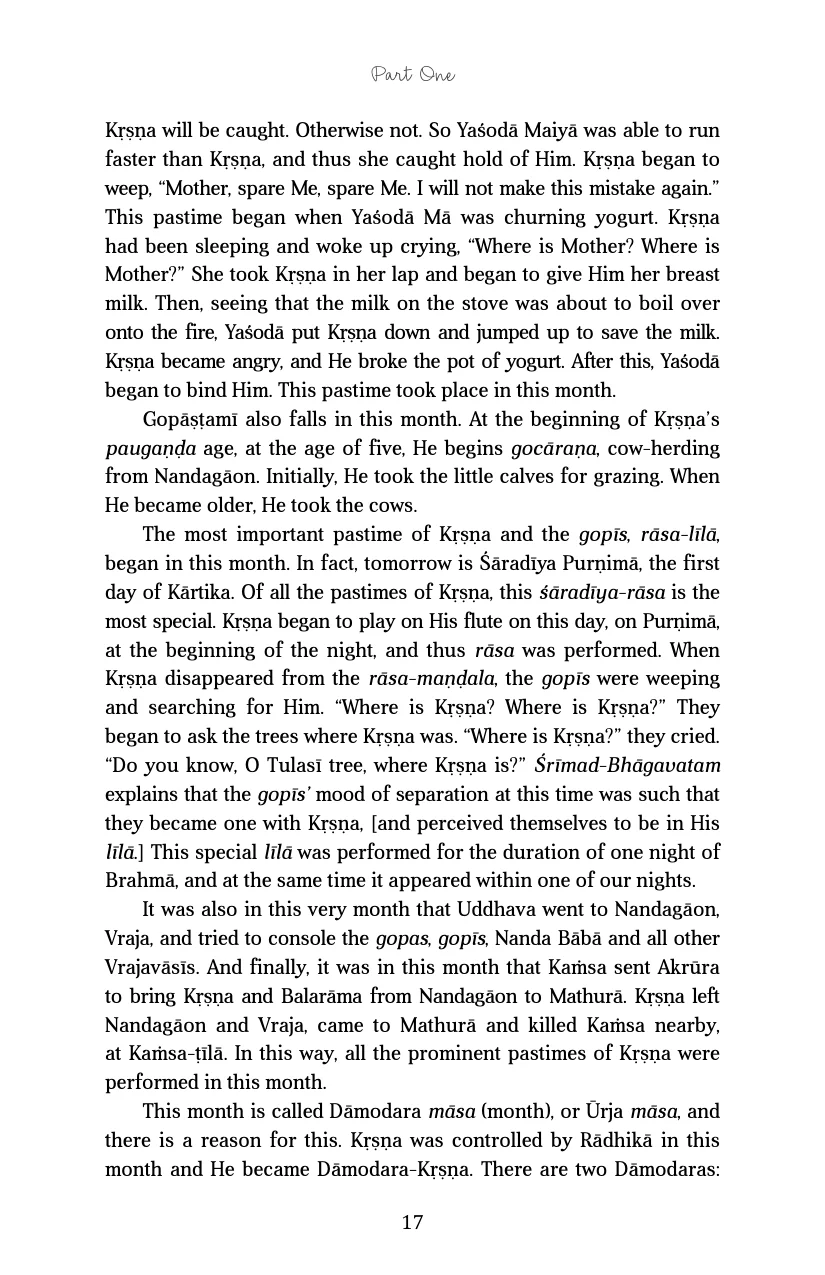 Part One
Kṛṣṇa will be caught. Otherwise not. So Yaśodā Maiyā was able to run
faster than Kṛṣṇa, and thus she caught hold of Him. Kṛṣṇa began to
weep, “Mother, spare Me, spare Me. I will not make this mistake again.”
This pastime began when Yaśodā Mā was churning yogurt. Kṛṣṇa
had been sleeping and woke up crying, “Where is Mother? Where is
Mother?” She took Kṛṣṇa in her lap and began to give Him her breast
milk. Then, seeing that the milk on the stove was about to boil over
onto the fire, Yaśodā put Kṛṣṇa down and jumped up to save the milk.
Kṛṣṇa became angry, and He broke the pot of yogurt. After this, Yaśodā
began to bind Him. This pastime took place in this month.
Gopāṣṭamī also falls in this month. At the beginning of Kṛṣṇa’s
paugaṇḍa age, at the age of five, He begins gocāraṇa, cow-herding
from Nandagāon. Initially, He took the little calves for grazing. When
He became older, He took the cows.
The most important pastime of Kṛṣṇa and the gopīs, rāsa-līlā,
began in this month. In fact, tomorrow is Śāradīya Purṇimā, the first
day of Kārtika. Of all the pastimes of Kṛṣṇa, this śāradīya-rāsa is the
most special. Kṛṣṇa began to play on His flute on this day, on Purṇimā,
at the beginning of the night, and thus rāsa was performed. When
Kṛṣṇa disappeared from the rāsa-maṇḍala, the gopīs were weeping
and searching for Him. “Where is Kṛṣṇa? Where is Kṛṣṇa?” They
began to ask the trees where Kṛṣṇa was. “Where is Kṛṣṇa?” they cried.
“Do you know, O Tulasī tree, where Kṛṣṇa is?” Śrīmad-Bhāgavatam
explains that the gopīs’ mood of separation at this time was such that
they became one with Kṛṣṇa, [and perceived themselves to be in His
līlā.] This special līlā was performed for the duration of one night of
Brahmā, and at the same time it appeared within one of our nights.
It was also in this very month that Uddhava went to Nandagāon,
Vraja, and tried to console the gopas, gopīs, Nanda Bābā and all other
Vrajavāsīs. And finally, it was in this month that Kaṁsa sent Akrūra
to bring Kṛṣṇa and Balarāma from Nandagāon to Mathurā. Kṛṣṇa left
Nandagāon and Vraja, came to Mathurā and killed Kaṁsa nearby,
at Kaṁsa-ṭīlā. In this way, all the prominent pastimes of Kṛṣṇa were
performed in this month.
This month is called Dāmodara māsa (month), or Ūrja māsa, and
there is a reason for this. Kṛṣṇa was controlled by Rādhikā in this
month and He became Dāmodara-Kṛṣṇa. There are two Dāmodaras:
17